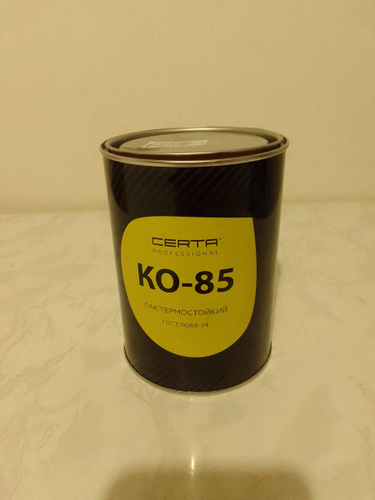 CERTA
PROFESSIONAL
КО-85
ЛАК ТЕРМОСТОЙКИЙ
ГОСТ 11066-74